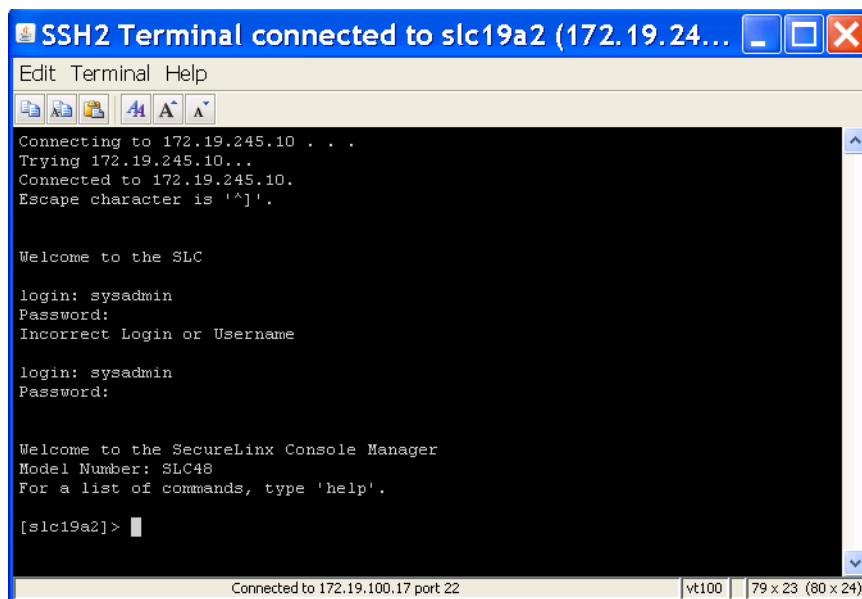 SSH2 Terminal connected to slc19a2 (172.19.24...
Edit Terminal Help
Connecting to 172.19.245.10 . . .
Trying 172.19.245.10...
Connected to 172.19.245.10.
Escape character is '^]'.
Welcome to the SLC
login: sysadmin
Password:
Incorrect Login or Username
login: sysadmin
Password:
Welcome to the SecureLinx Console Manager
Model Number: SLC48
For a list of commands, type 'help'.
[slc19a2]>
Connected to 172.19.100.17 port 22 vt100 79 x 23 (80 x 24)